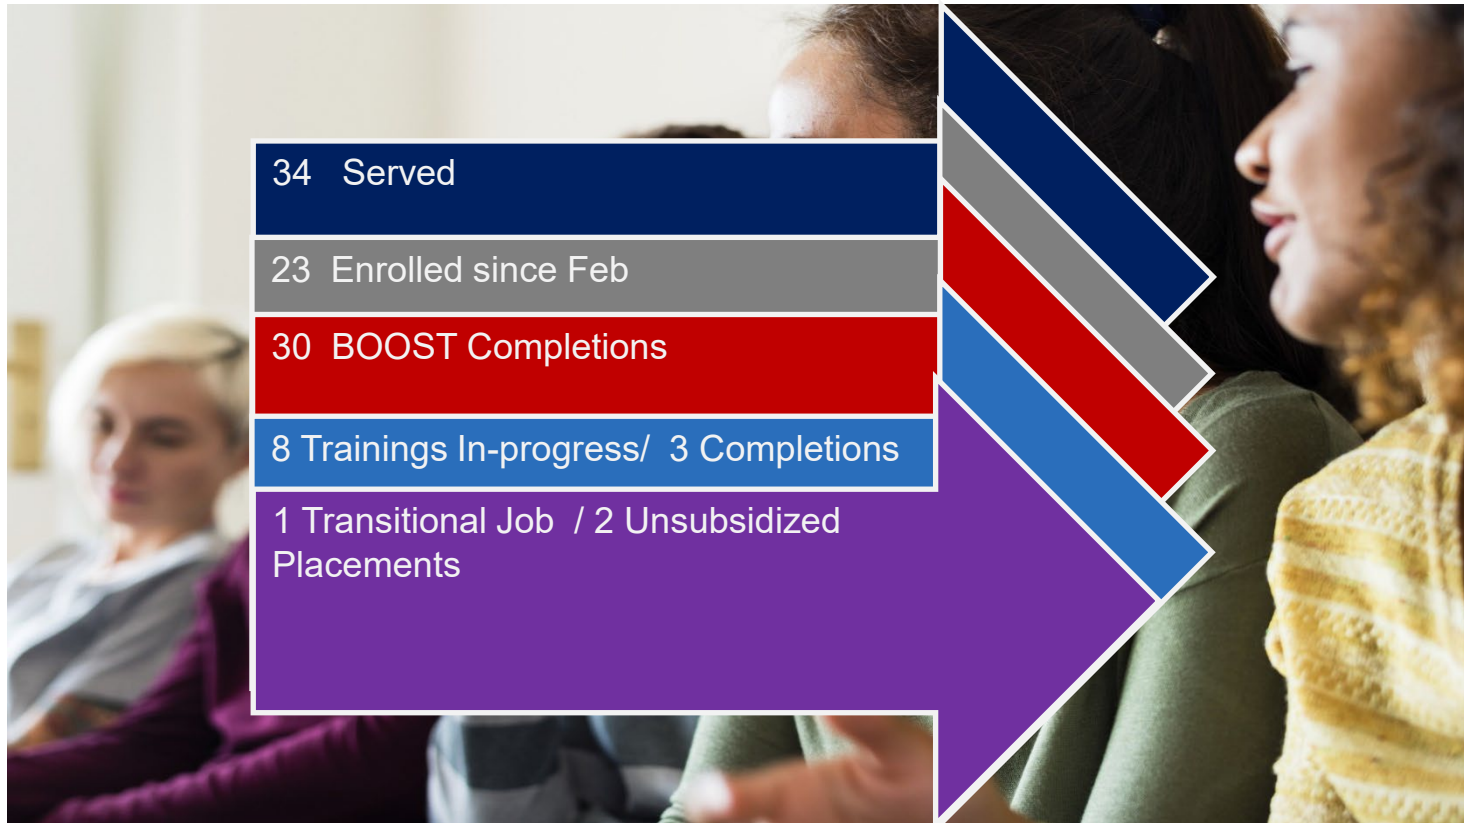 34 Served
23 Enrolled since Feb
30 BOOST Completions
8 Trainings In-progress/ 3 Completions
1 Transitional Job / 2 Unsubsidized
Placements